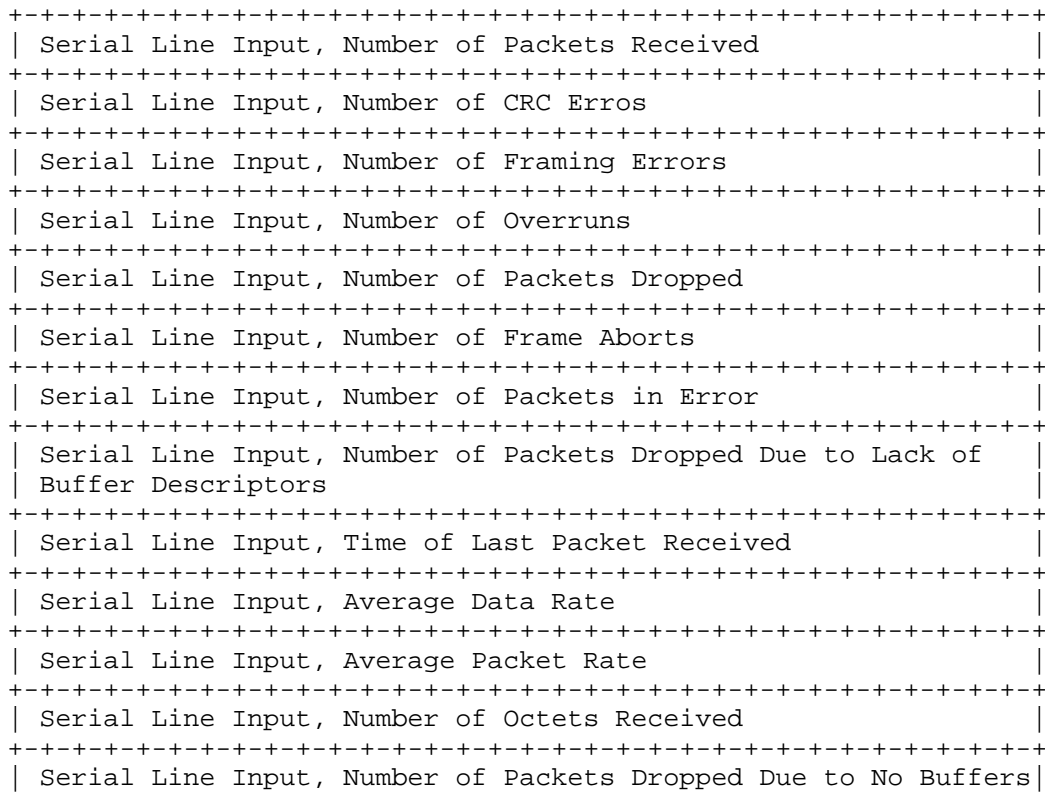 +-+-+-+-+-+-+-+-+-+-+-+-+-+-+-+-+-+-+-+-+-+-+-+-+-+-+-+-+-+-+-+-+
| Serial Line Input, Number of Packets Received                 |
+-+-+-+-+-+-+-+-+-+-+-+-+-+-+-+-+-+-+-+-+-+-+-+-+-+-+-+-+-+-+-+-+
| Serial Line Input, Number of CRC Erros                        |
+-+-+-+-+-+-+-+-+-+-+-+-+-+-+-+-+-+-+-+-+-+-+-+-+-+-+-+-+-+-+-+-+
| Serial Line Input, Number of Framing Errors                   |
+-+-+-+-+-+-+-+-+-+-+-+-+-+-+-+-+-+-+-+-+-+-+-+-+-+-+-+-+-+-+-+-+
| Serial Line Input, Number of Overruns                         |
+-+-+-+-+-+-+-+-+-+-+-+-+-+-+-+-+-+-+-+-+-+-+-+-+-+-+-+-+-+-+-+-+
| Serial Line Input, Number of Packets Dropped                  |
+-+-+-+-+-+-+-+-+-+-+-+-+-+-+-+-+-+-+-+-+-+-+-+-+-+-+-+-+-+-+-+-+
| Serial Line Input, Number of Frame Aborts                     |
+-+-+-+-+-+-+-+-+-+-+-+-+-+-+-+-+-+-+-+-+-+-+-+-+-+-+-+-+-+-+-+-+
| Serial Line Input, Number of Packets in Error                 |
+-+-+-+-+-+-+-+-+-+-+-+-+-+-+-+-+-+-+-+-+-+-+-+-+-+-+-+-+-+-+-+-+
| Serial Line Input, Number of Packets Dropped Due to Lack of   |
| Buffer Descriptors                                            |
+-+-+-+-+-+-+-+-+-+-+-+-+-+-+-+-+-+-+-+-+-+-+-+-+-+-+-+-+-+-+-+-+
| Serial Line Input, Time of Last Packet Received               |
+-+-+-+-+-+-+-+-+-+-+-+-+-+-+-+-+-+-+-+-+-+-+-+-+-+-+-+-+-+-+-+-+
| Serial Line Input, Average Data Rate                          |
+-+-+-+-+-+-+-+-+-+-+-+-+-+-+-+-+-+-+-+-+-+-+-+-+-+-+-+-+-+-+-+-+
| Serial Line Input, Average Packet Rate                        |
+-+-+-+-+-+-+-+-+-+-+-+-+-+-+-+-+-+-+-+-+-+-+-+-+-+-+-+-+-+-+-+-+
| Serial Line Input, Number of Octets Received                  |
+-+-+-+-+-+-+-+-+-+-+-+-+-+-+-+-+-+-+-+-+-+-+-+-+-+-+-+-+-+-+-+-+
| Serial Line Input, Number of Packets Dropped Due to No Buffers|